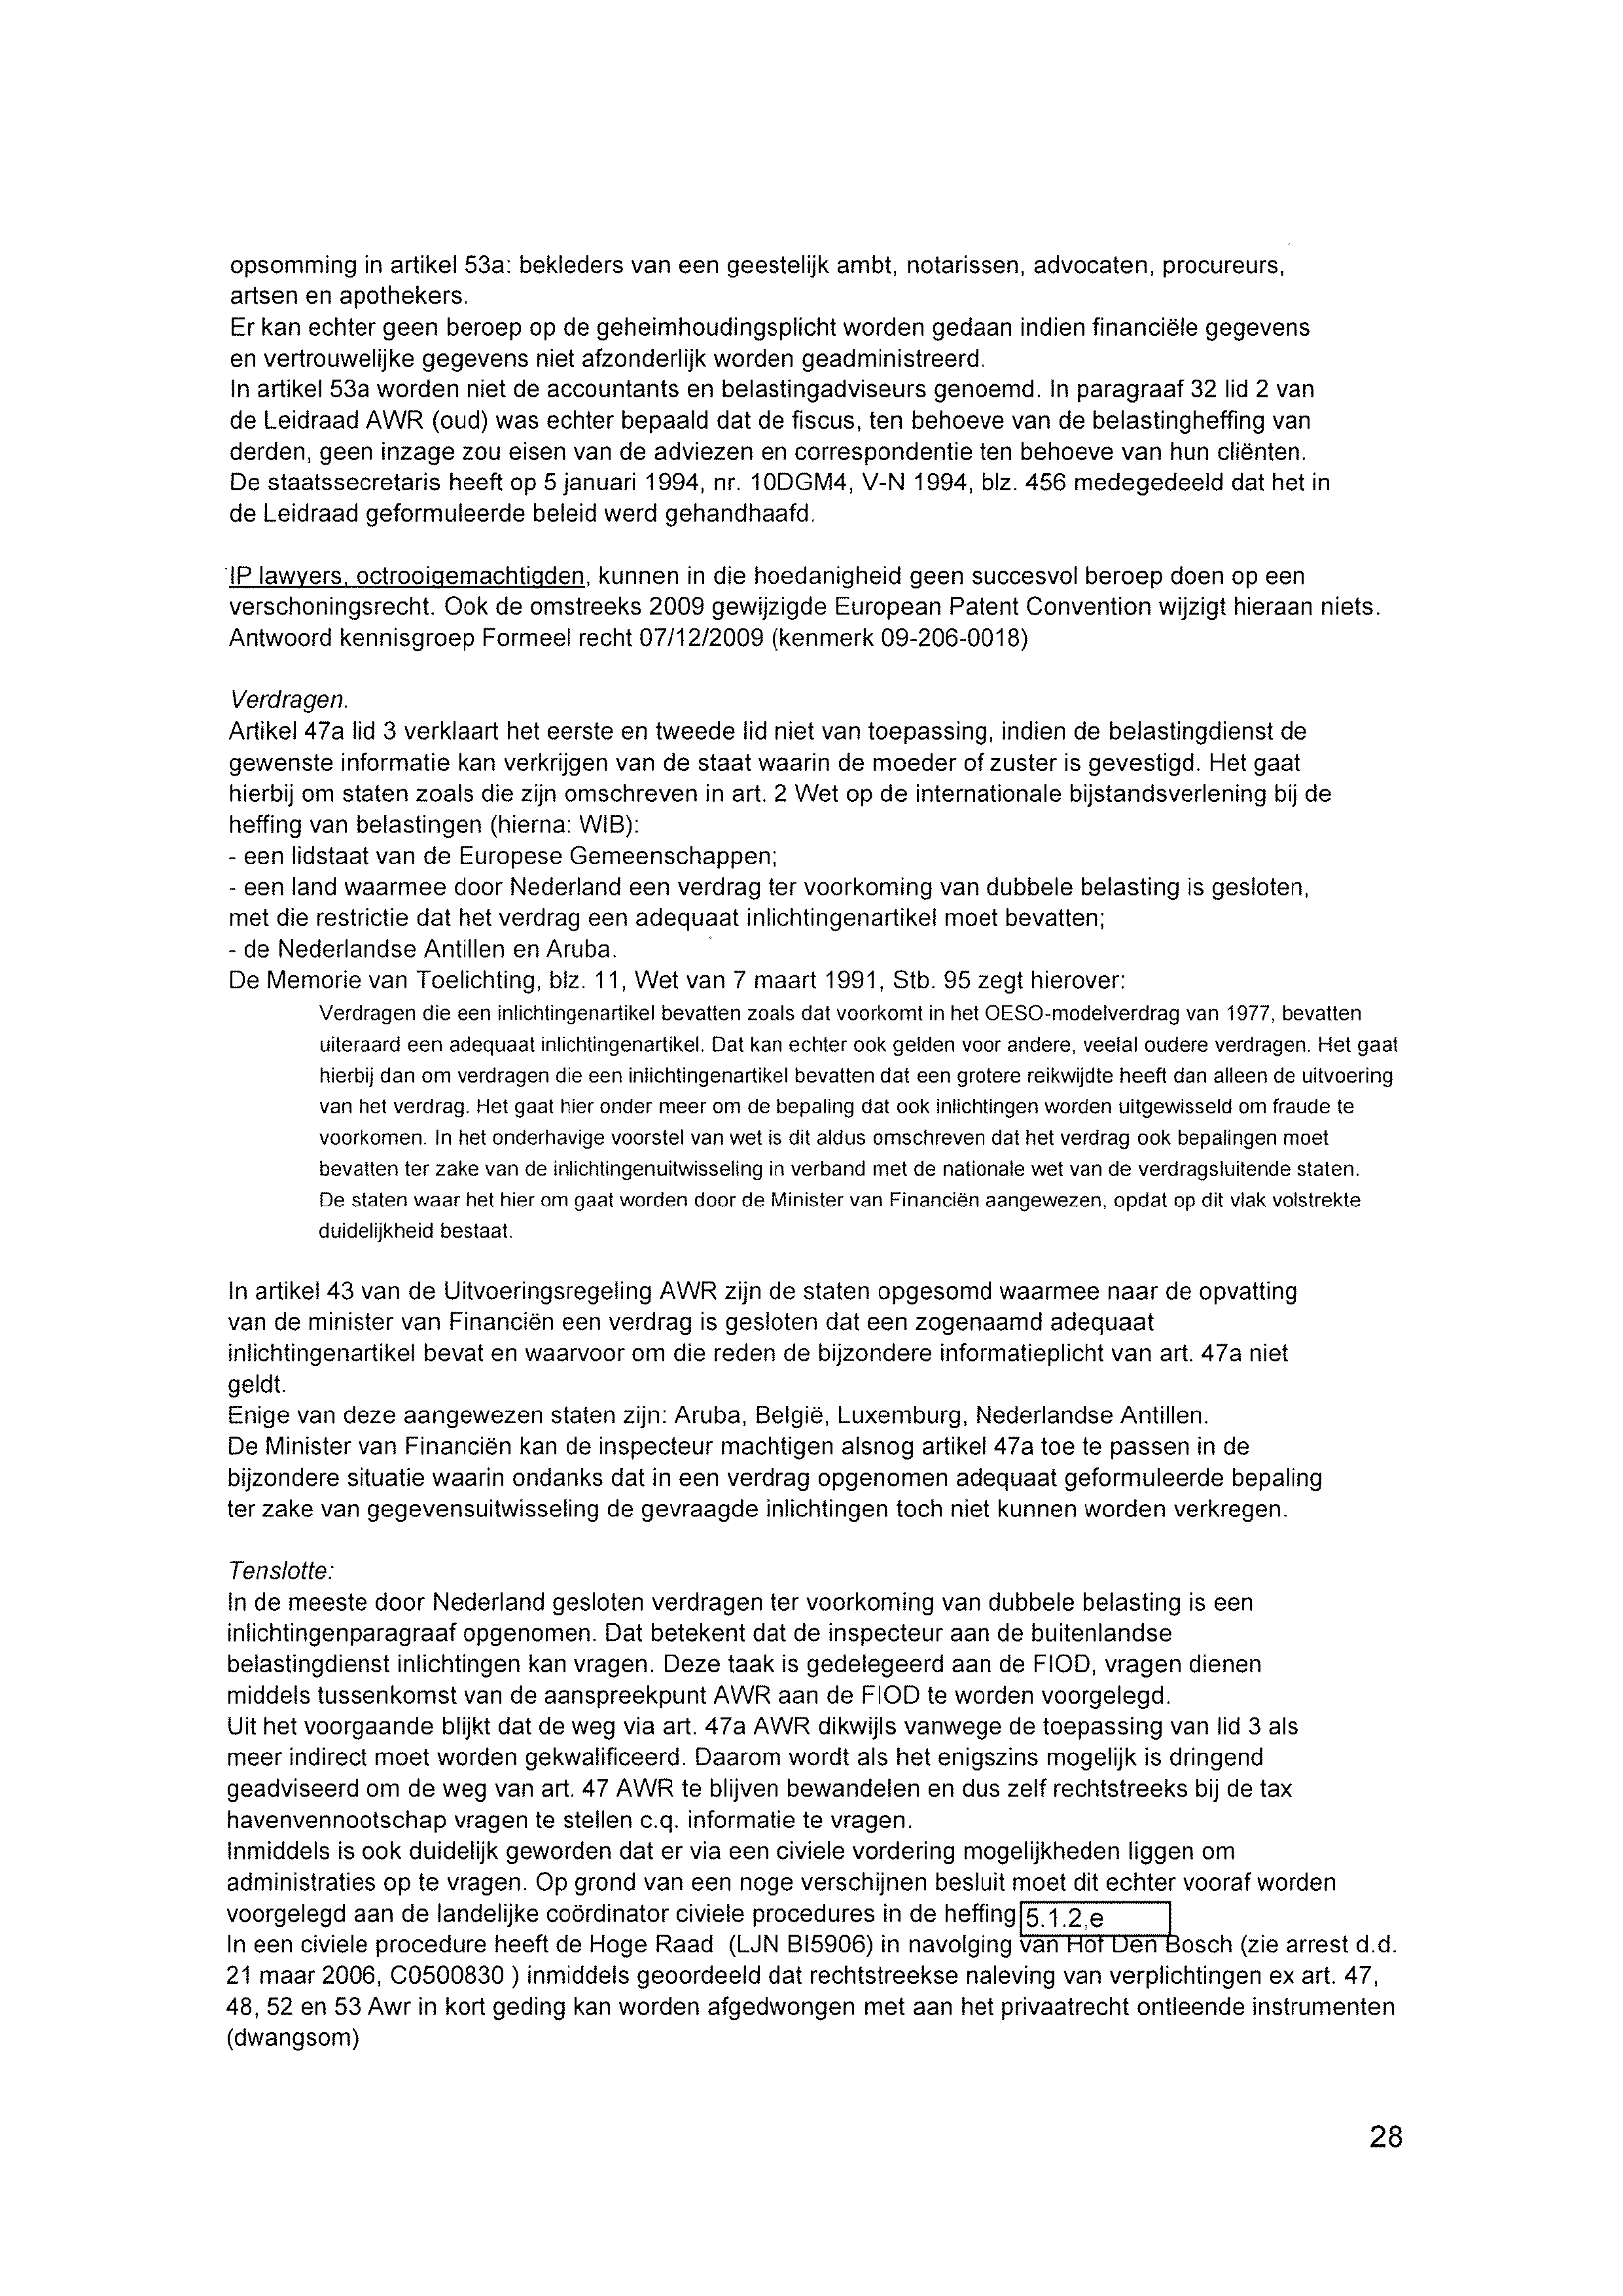 opsomming in artikel 53a: bekleders van een geestelijk ambt, notarissen, advocaten, procureurs,
artsen en apothekers.
Er kan echter geen beroep op de geheimhoudingsplicht worden gedaan indien financiële gegevens
en vertrouwelijke gegevens niet afzonderlijk worden geadministreerd.
In artikel 53a worden niet de accountants en belastingadviseurs genoemd. In paragraaf 32 lid 2 van
de Leidraad AWR (oud) was echter bepaald dat de fiscus, ten behoeve van de belastingheffing van
derden, geen inzage zou eisen van de adviezen en correspondentie ten behoeve van hun cliënten.
De staatssecretaris heeft op 5 januari 1994, nr. 10DGM4, V-N 1994, blz. 456 medegedeeld dat het in
de Leidraad geformuleerde beleid werd gehandhaafd.
IP lawyers, octrooigemachtigden, kunnen in die hoedanigheid geen succesvol beroep doen op een
verschoningsrecht. Ook de omstreeks 2009 gewijzigde European Patent Convention wijzigt hieraan niets.
Antwoord kennisgroep Formeel recht 07/12/2009 (kenmerk 09-206-0018)
Verdragen.
Artikel 47a lid 3 verklaart het eerste en tweede lid niet van toepassing, indien de belastingdienst de
gewenste informatie kan verkrijgen van de staat waarin de moeder of zuster is gevestigd. Het gaat
hierbij om staten zoals die zijn omschreven in art. 2 Wet op de internationale bijstandsverlening bij de
heffing van belastingen (hierna: WIB):
- een lidstaat van de Europese Gemeenschappen;
- een land waarmee door Nederland een verdrag ter voorkoming van dubbele belasting is gesloten,
met die restrictie dat het verdrag een adequaat inlichtingenartikel moet bevatten;
- de Nederlandse Antillen en Aruba.
De Memorie van Toelichting, blz. 11, Wet van 7 maart 1991, Stb. 95 zegt hierover:
Verdragen die een inlichtingenartikel bevatten zoals dat voorkomt in het OESO-modelverdrag van 1977, bevatten
uiteraard een adequaat inlichtingenartikel. Dat kan echter ook gelden voor andere, veelal oudere verdragen. Het gaat
hierbij dan om verdragen die een inlichtingenartikel bevatten dat een grotere reikwijdte heeft dan alleen de uitvoering
van het verdrag. Het gaat hier onder meer om de bepaling dat ook inlichtingen worden uitgewisseld om fraude te
voorkomen. In het onderhavige voorstel van wet is dit aldus omschreven dat het verdrag ook bepalingen moet
bevatten ter zake van de inlichtingenuitwisseling in verband met de nationale wet van de verdragsluitende staten.
De staten waar het hier om gaat worden door de Minister van Financiën aangewezen, opdat op dit vlak volstrekte
duidelijkheid bestaat.
In artikel 43 van de Uitvoeringsregeling AWR zijn de staten opgesomd waarmee naar de opvatting
van de minister van Financiën een verdrag is gesloten dat een zogenaamd adequaat
inlichtingenartikel bevat en waarvoor om die reden de bijzondere informatieplicht van art. 47a niet
geldt.
Enige van deze aangewezen staten zijn: Aruba, België, Luxemburg, Nederlandse Antillen.
De Minister van Financiën kan de inspecteur machtigen alsnog artikel 47a toe te passen in de
bijzondere situatie waarin ondanks dat in een verdrag opgenomen adequaat geformuleerde bepaling
ter zake van gegevensuitwisseling de gevraagde inlichtingen toch niet kunnen worden verkregen.
Tenslotte:
In de meeste door Nederland gesloten verdragen ter voorkoming van dubbele belasting is een
inlichtingenparagraaf opgenomen. Dat betekent dat de inspecteur aan de buitenlandse
belastingdienst inlichtingen kan vragen. Deze taak is gedelegeerd aan de FIOD, vragen dienen
middels tussenkomst van de aanspreekpunt AWR aan de FIOD te worden voorgelegd.
Uit het voorgaande blijkt dat de weg via art. 47a AWR dikwijls vanwege de toepassing van lid 3 als
meer indirect moet worden gekwalificeerd. Daarom wordt als het enigszins mogelijk is dringend
geadviseerd om de weg van art. 47 AWR te blijven bewandelen en dus zelf rechtstreeks bij de tax
havenvennootschap vragen te stellen c.q. informatie te vragen.
Inmiddels is ook duidelijk geworden dat er via een civiele vordering mogelijkheden liggen om
administraties op te vragen. Op grond van een noge verschijnen besluit moet dit echter vooraf worden
voorgelegd aan de landelijke coördinator civiele procedures in de heffing 5.1.2,e
In een civiele procedure heeft de Hoge Raad (LJN BI5906) in navolging van Hof Den Bosch (zie arrest d.d.
21 maar 2006, C0500830 ) inmiddels geoordeeld dat rechtstreekse naleving van verplichtingen ex art. 47,
48, 52 en 53 Awr in kort geding kan worden afgedwongen met aan het privaatrecht ontleende instrumenten
(dwangsom)
28